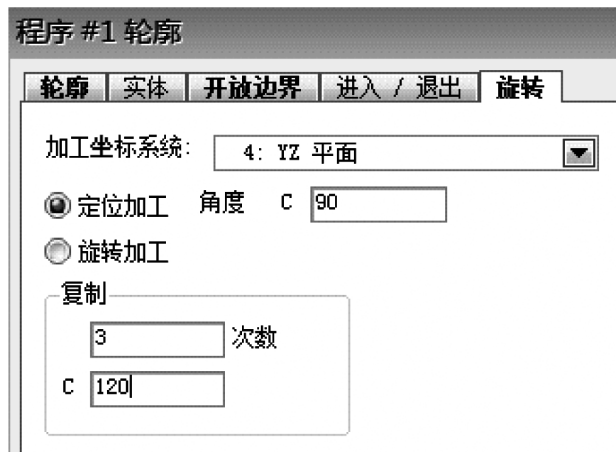 程序 #1 轮廓
轮廓 实体 开放边界 进入 / 退出 旋转
加工坐标系统: 4: YZ 平面
定位加工 角度 C 90
旋转加工
复制
3 次数
C 120